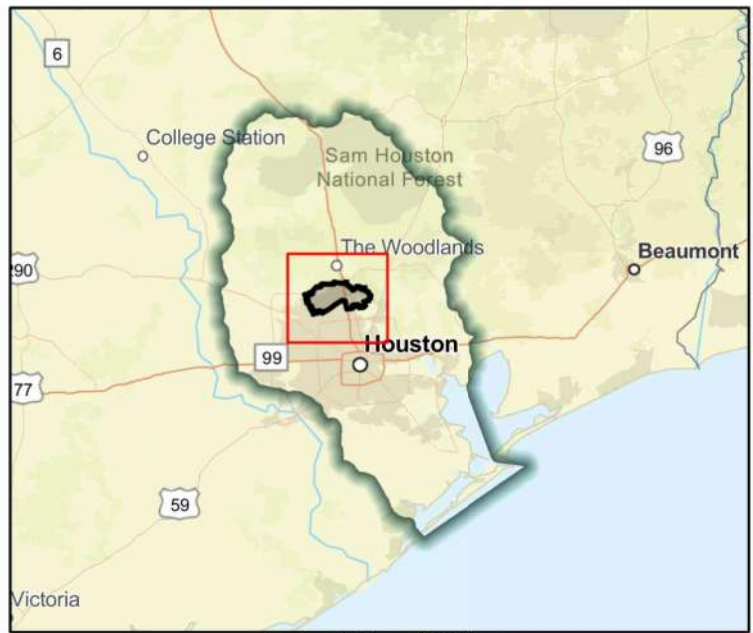 6
College Station
Sam Houston
National Forest
96
The Woodlands
Beaumont
290
Houston
99
77
59
Victoria